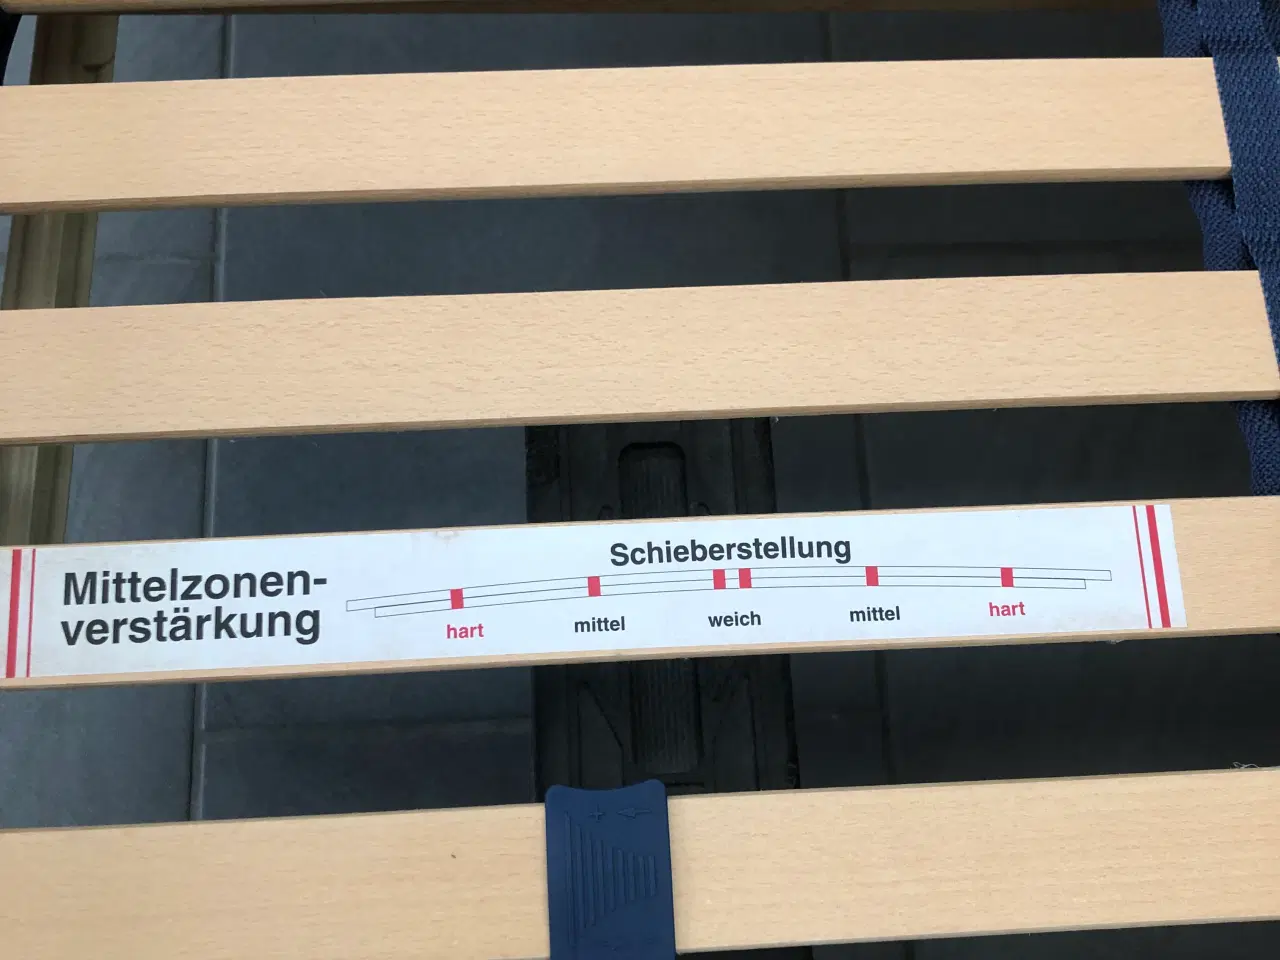 Mittelzonen-
verstärkung
Schieberstellung
hart mittel weich mittel hart
+